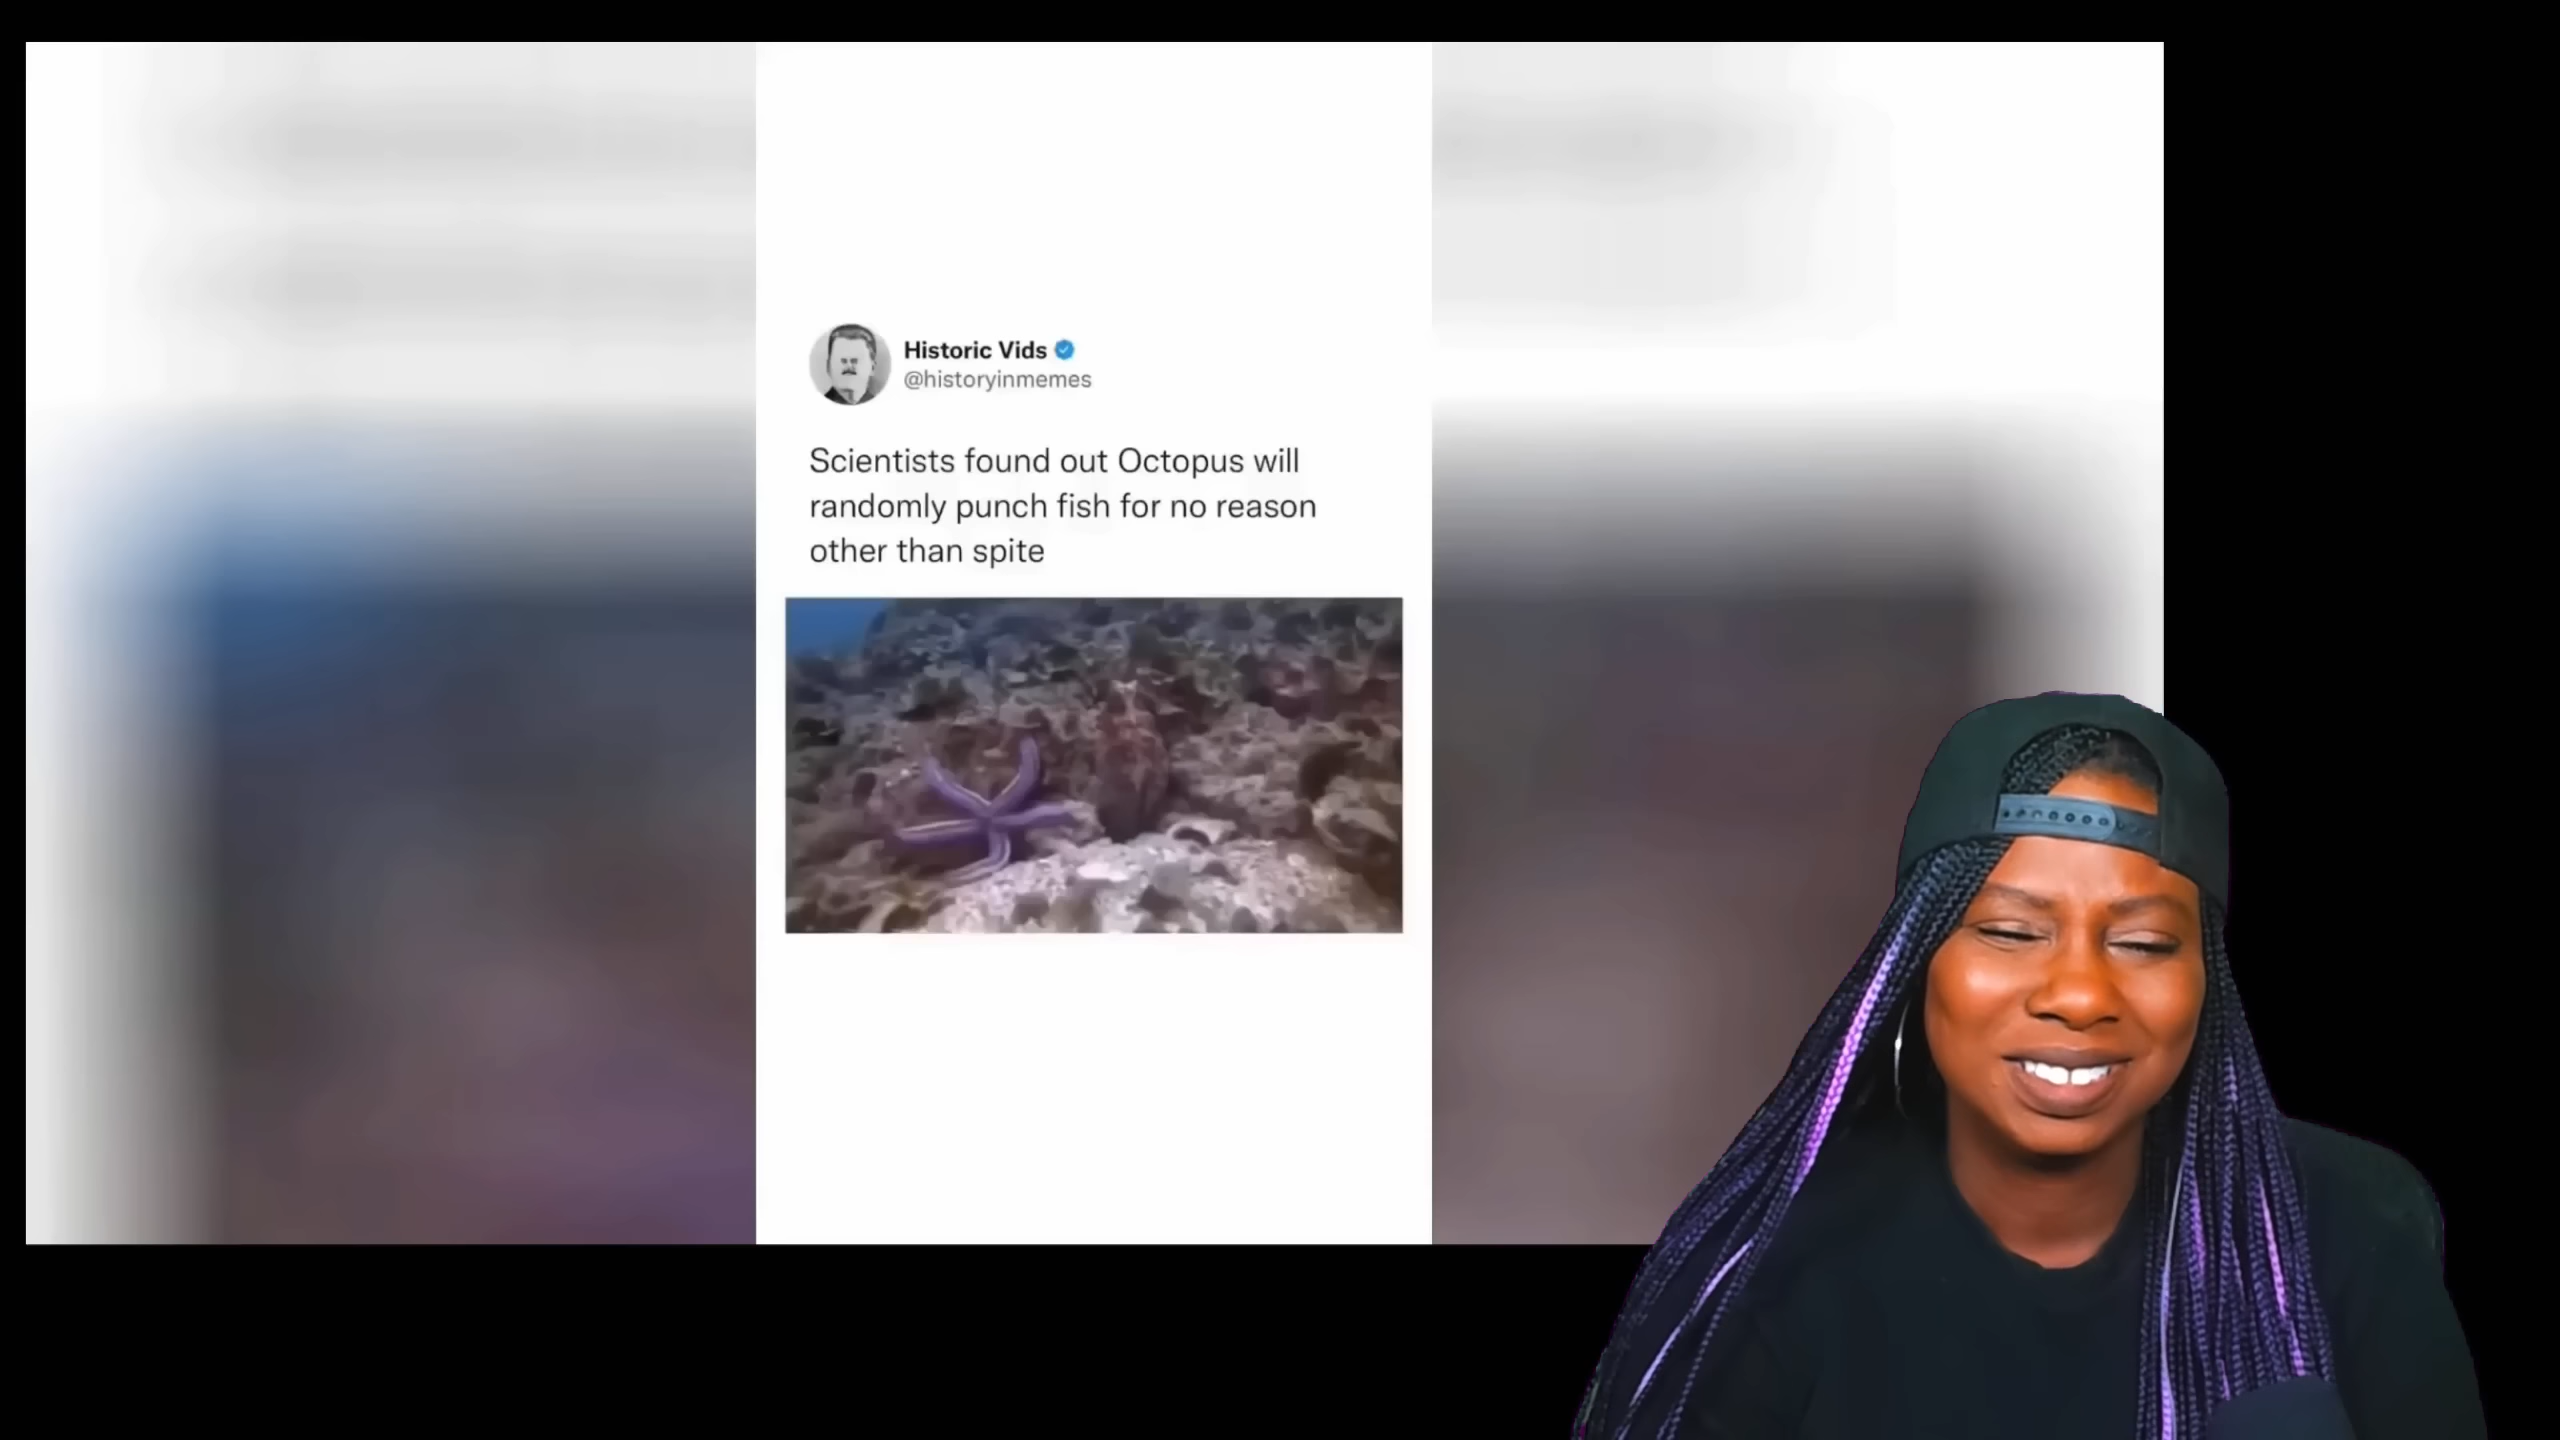 Historic Vids
@historyinmemes
Scientists found out Octopus will
randomly punch fish for no reason
other than spite